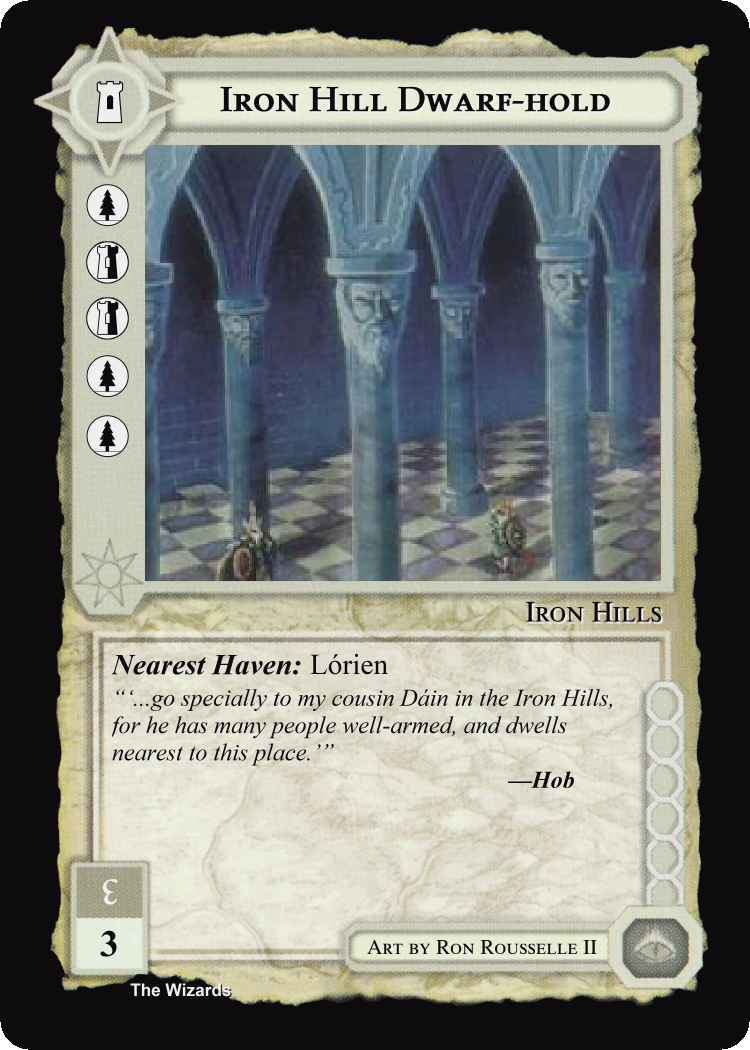 Iron Hill Dwarf-hold
Iron Hills
Nearest Haven: Lórien
“‘...go specially to my cousin Dáin in the Iron Hills,
for he has many people well-armed, and dwells
nearest to this place.’”
—Hob
ε
3
Art by Ron Rousselle II
The Wizards